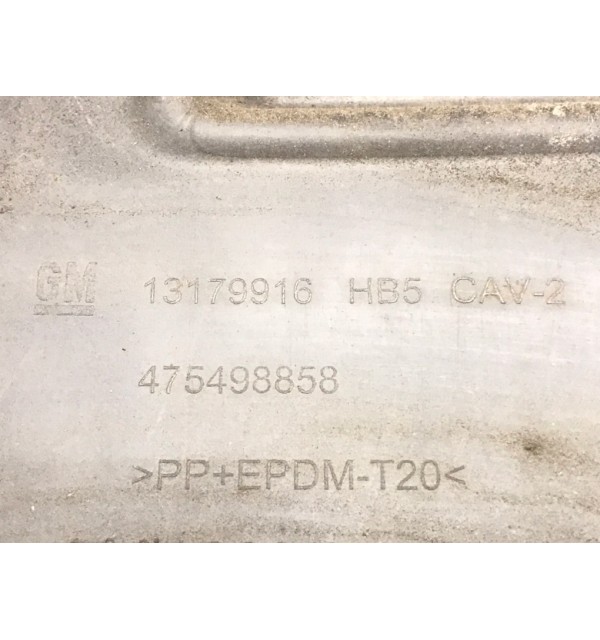 GM 13179916 HB5 CAV-2
475498858
>PP+EPDM-T20<